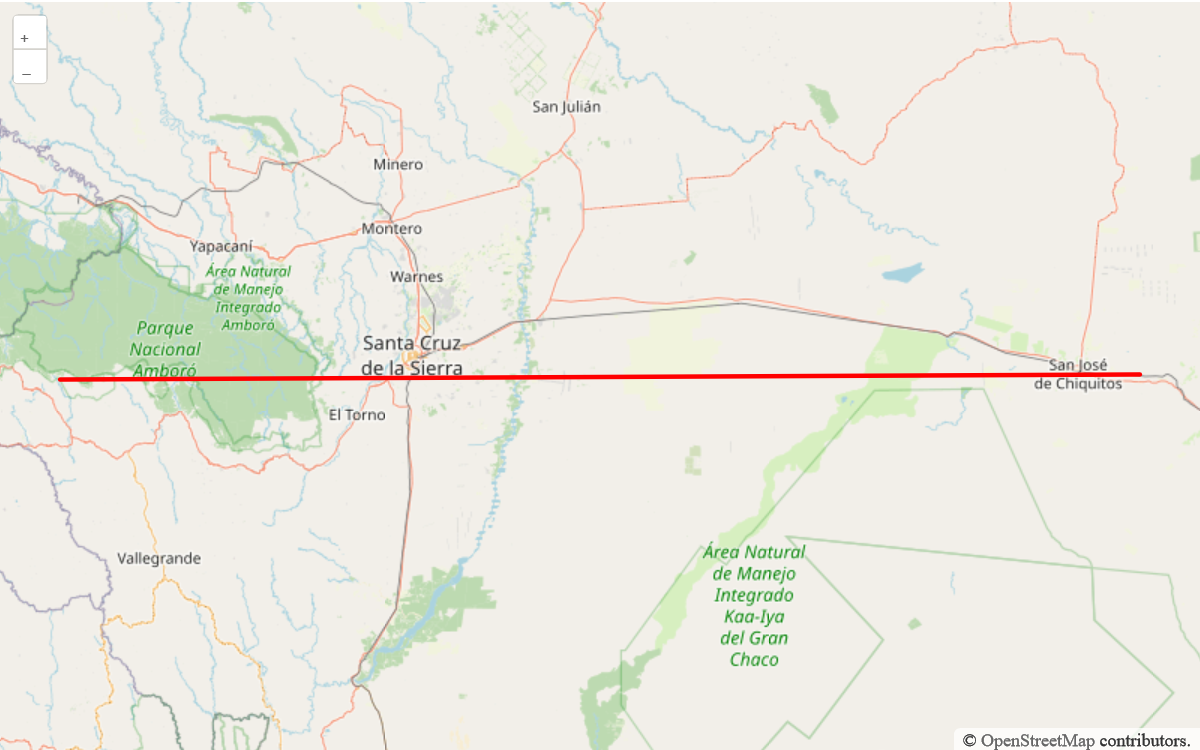 +
–
San Julián
Minero
Montero
Yapacaní
Área Natural
de Manejo
Integrado
Amboró
Warnes
Parque
Nacional
Amboró
Santa Cruz
de la Sierra
San José
de Chiquitos
El Torno
Vallegrande
Área Natural
de Manejo
Integrado
Kaa-Iya
del Gran
Chaco
© OpenStreetMap contributors.